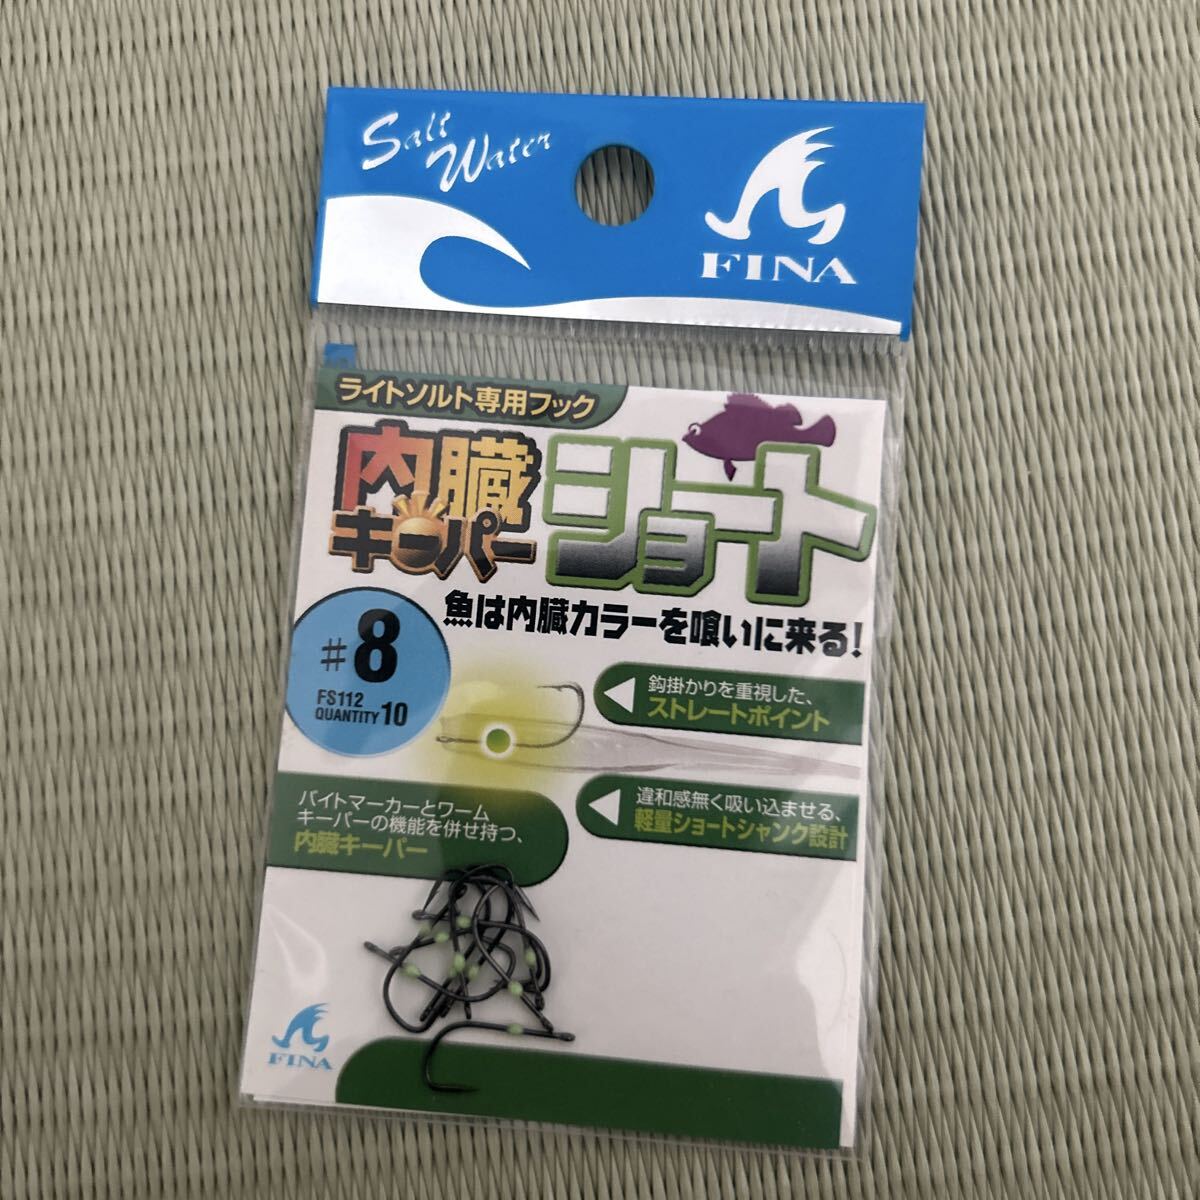 Salt
Water
FINA
ライトソルト専用フック
内臓
キーパー
ショート
魚は内臓カラーを喰いに来る!
#8
FS112
QUANTITY 10
鈎掛かりを重視した、
ストレートポイント
違和感無く吸い込ませる、
軽量ショートシャンク設計
バイトマーカーとワーム
キーパーの機能を併せ持つ、
内臓キーパー
FINA